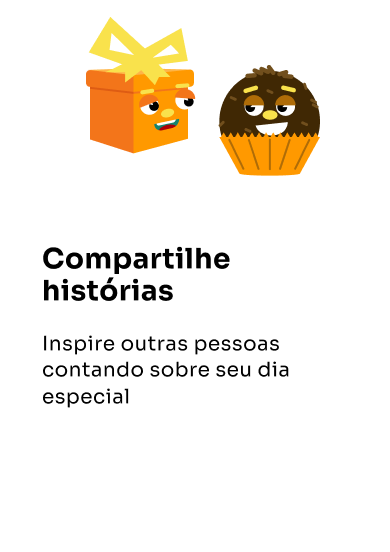 Compartilhe
histórias
Inspire outras pessoas
contando sobre seu dia
especial